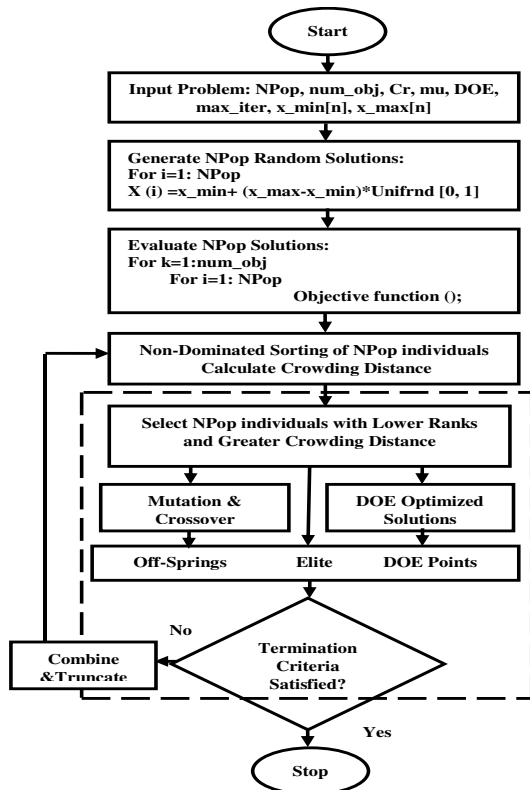 Start
Input Problem: NPop, num_obj, Cr, mu, DOE,
max_iter, x_min[n], x_max[n]
Generate NPop Random Solutions:
For i=1: NPop
X (i) =x_min+ (x_max-x_min)*Unifrnd [0, 1]
Evaluate NPop Solutions:
For k=1:num_obj
For i=1: NPop
Objective function ();
Non-Dominated Sorting of NPop individuals
Calculate Crowding Distance
Select NPop individuals with Lower Ranks
and Greater Crowding Distance
Mutation &
Crossover
DOE Optimized
Solutions
Off-Springs Elite DOE Points
No
Termination
Criteria
Satisfied?
Combine
&Truncate
Yes
Stop